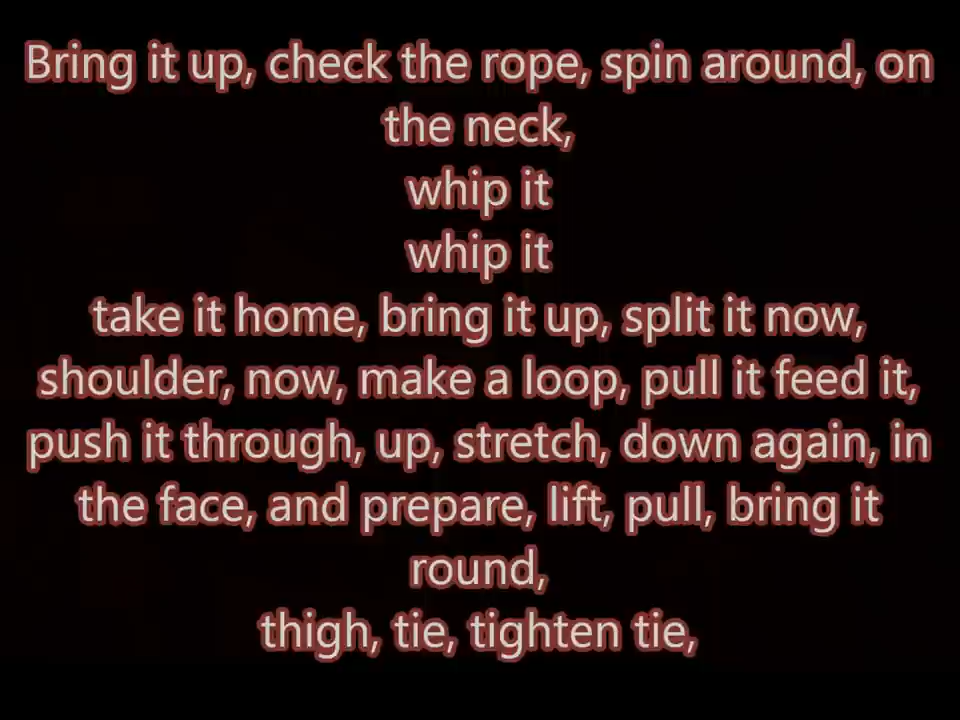 Bring it up, check the rope, spin around, on
the neck,
whip it
whip it
take it home, bring it up, split it now,
shoulder, now, make a loop, pull it feed it,
push it through, up, stretch, down again, in
the face, and prepare, lift, pull, bring it
round,
thigh, tie, tighten tie,